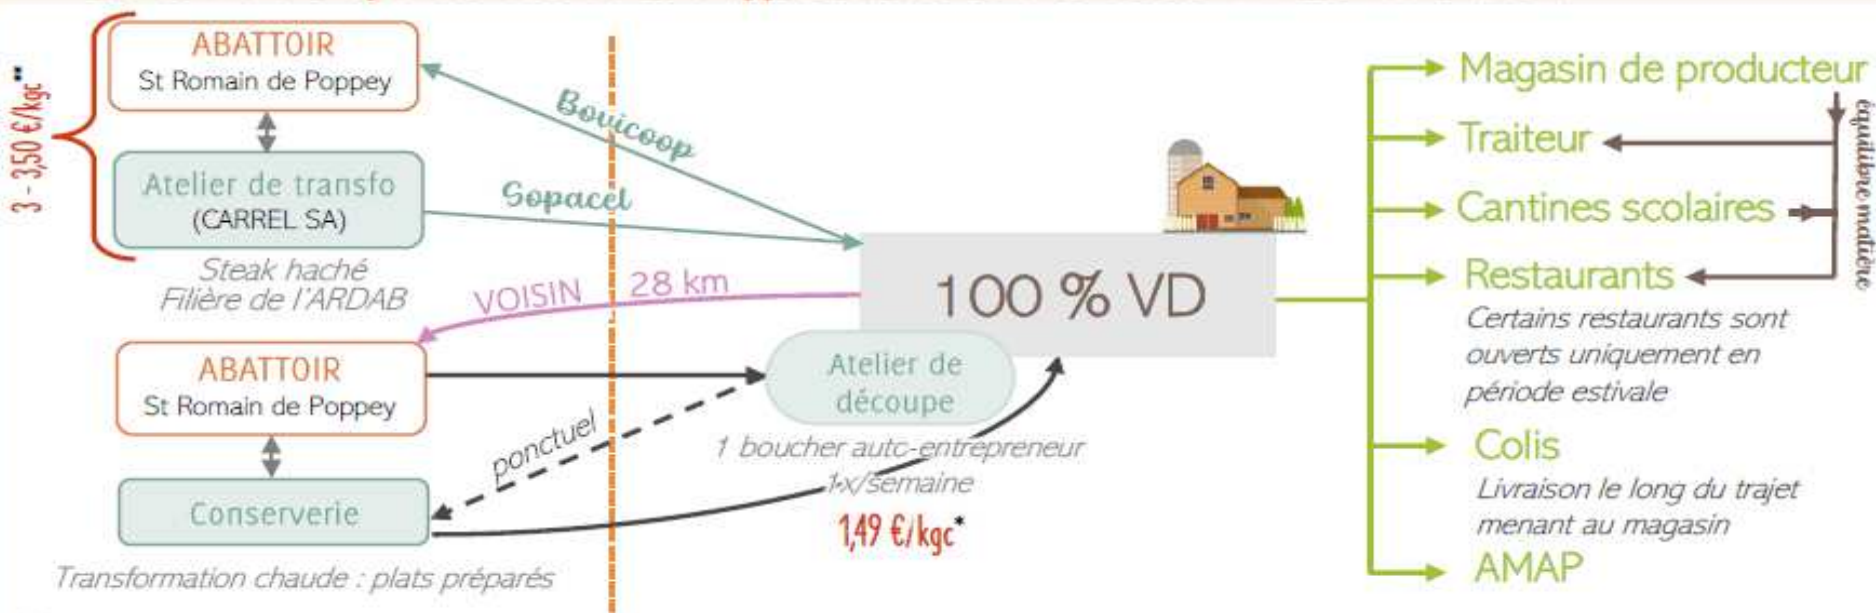 3 - 3,50 €/kgc**
ABATTOIR
St Romain de Poppey
Atelier de transfo
(CARREL SA)
Steak haché
Filière de l'ARDAB
Bovicoop
Sopacel
VOISIN 28 km
ABATTOIR
St Romain de Poppey
Conserverie
Transformation chaude : plats préparés
ponctuel
100 % VD
Atelier de
découpe
1 boucher auto-entrepreneur
1x/semaine
1,49 €/kgc*
Magasin de producteur
Traiteur
Cantines scolaires
Restaurants
Certains restaurants sont
ouverts uniquement en
période estivale
Colis
Livraison le long du trajet
menant au magasin
AMAP
équilibre matière